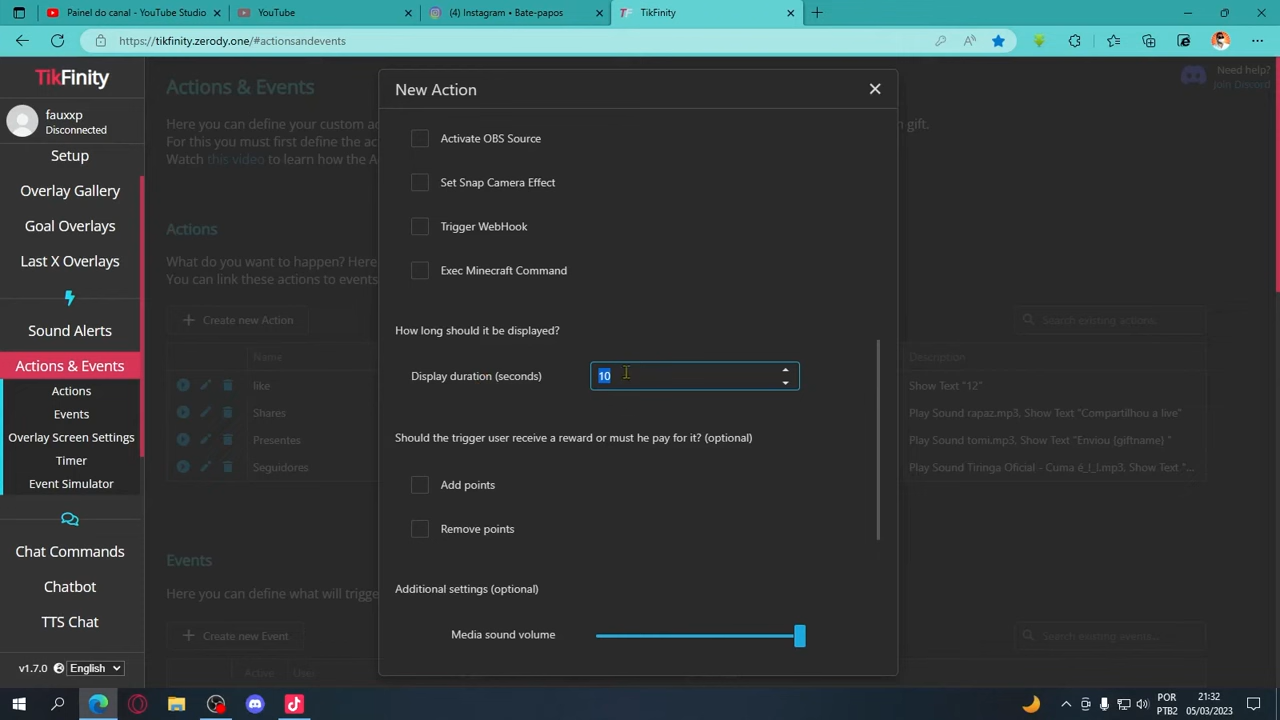 Painel do canal - YouTube Studio
YouTube
(4) Instagram • Bate-papos
TikFinity
https://tikfinity.zerody.one/#actionsandevents
TikFinity
fauxxp
Disconnected
Setup
Overlay Gallery
Goal Overlays
Last X Overlays
Sound Alerts
Actions & Events
Actions
Events
Overlay Screen Settings
Timer
Event Simulator
Chat Commands
Chatbot
TTS Chat
v1.7.0 English
Actions & Events
Here you can define your custom ac
n gift.
For this you must first define the ac
Watch this video to learn how the A
Need help?
Join Discord
Actions
What do you want to happen? Here
You can link these actions to events
Create new Action
Search existing actions...
Name
Description
like
Show Text "12"
Shares
Play Sound rapaz.mp3, Show Text "Compartilhou a live"
Presentes
Play Sound tomi.mp3, Show Text "Enviou {giftname} "
Seguidores
Play Sound Tiringa Oficial - Cuma é_I_I.mp3, Show Text "...
Events
Here you can define what will trigge
Create new Event
Search existing events...
Active
User
New Action
Activate OBS Source
Set Snap Camera Effect
Trigger WebHook
Exec Minecraft Command
How long should it be displayed?
Display duration (seconds)
10
Should the trigger user receive a reward or must he pay for it? (optional)
Add points
Remove points
Additional settings (optional)
Media sound volume
POR
PTB2
21:32
05/03/2023